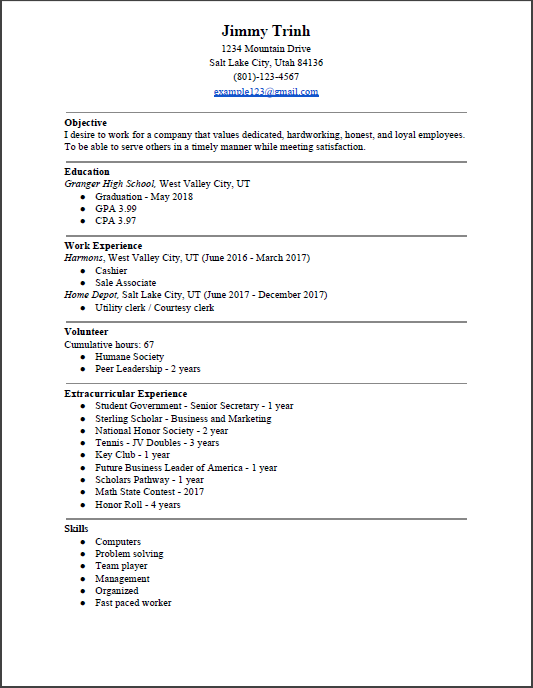 Jimmy Trinh
1234 Mountain Drive
Salt Lake City, Utah 84136
(801)-123-4567
example123@gmail.com
Objective
I desire to work for a company that values dedicated, hardworking, honest, and loyal employees.
To be able to serve others in a timely manner while meeting satisfaction.
Education
Granger High School, West Valley City, UT
● Graduation - May 2018
● GPA 3.99
● CPA 3.97
Work Experience
Harmons, West Valley City, UT (June 2016 - March 2017)
● Cashier
● Sale Associate
Home Depot, Salt Lake City, UT (June 2017 - December 2017)
● Utility clerk / Courtesy clerk
Volunteer
Cumulative hours: 67
● Humane Society
● Peer Leadership - 2 years
Extracurricular Experience
● Student Government - Senior Secretary - 1 year
● Sterling Scholar - Business and Marketing
● National Honor Society - 2 year
● Tennis - JV Doubles - 3 years
● Key Club - 1 year
● Future Business Leader of America - 1 year
● Scholars Pathway - 1 year
● Math State Contest - 2017
● Honor Roll - 4 years
Skills
● Computers
● Problem solving
● Team player
● Management
● Organized
● Fast paced worker